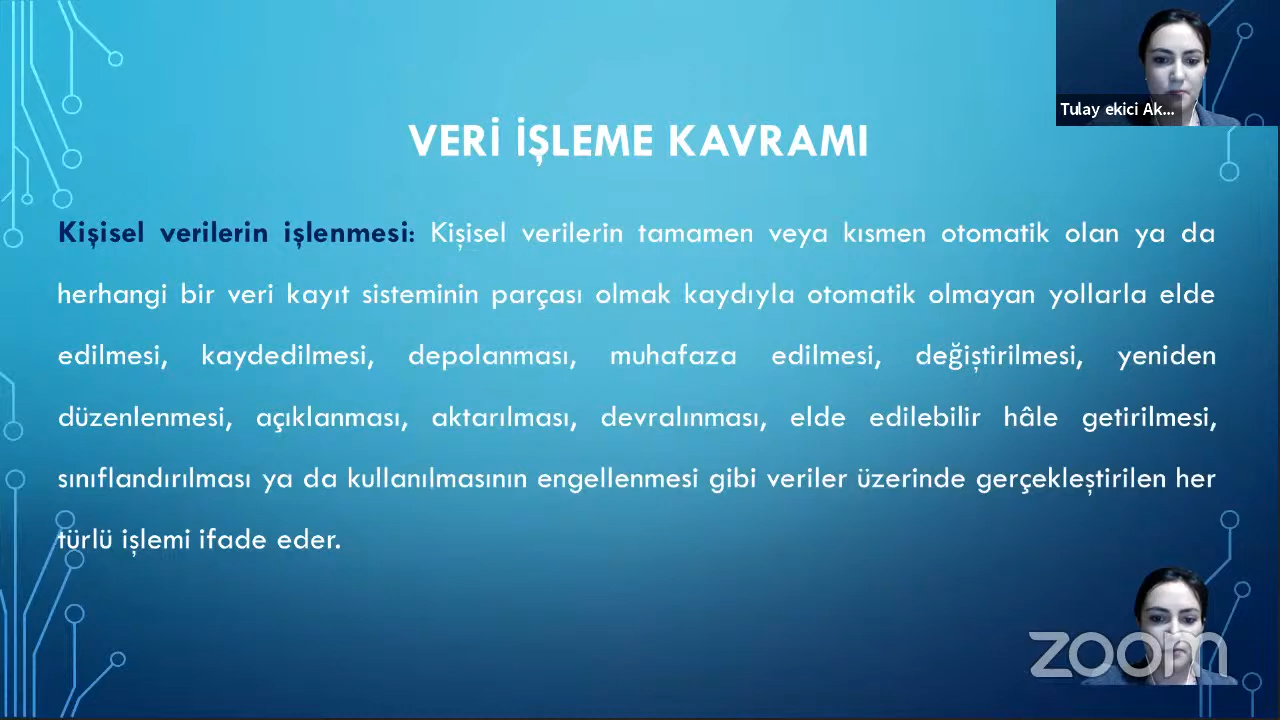 Tulay ekici Ak...
VERİ İŞLEME KAVRAMI
Kişisel verilerin işlenmesi: Kişisel verilerin tamamen veya kısmen otomatik olan ya da
herhangi bir veri kayıt sisteminin parçası olmak kaydıyla otomatik olmayan yollarla elde
edilmesi, kaydedilmesi, depolanması, muhafaza edilmesi, değiştirilmesi, yeniden
düzenlenmesi, açıklanması, aktarılması, devralınması, elde edilebilir hâle getirilmesi,
sınıflandırılması ya da kullanılmasının engellenmesi gibi veriler üzerinde gerçekleştirilen her
türlü işlemi ifade eder.
zoom